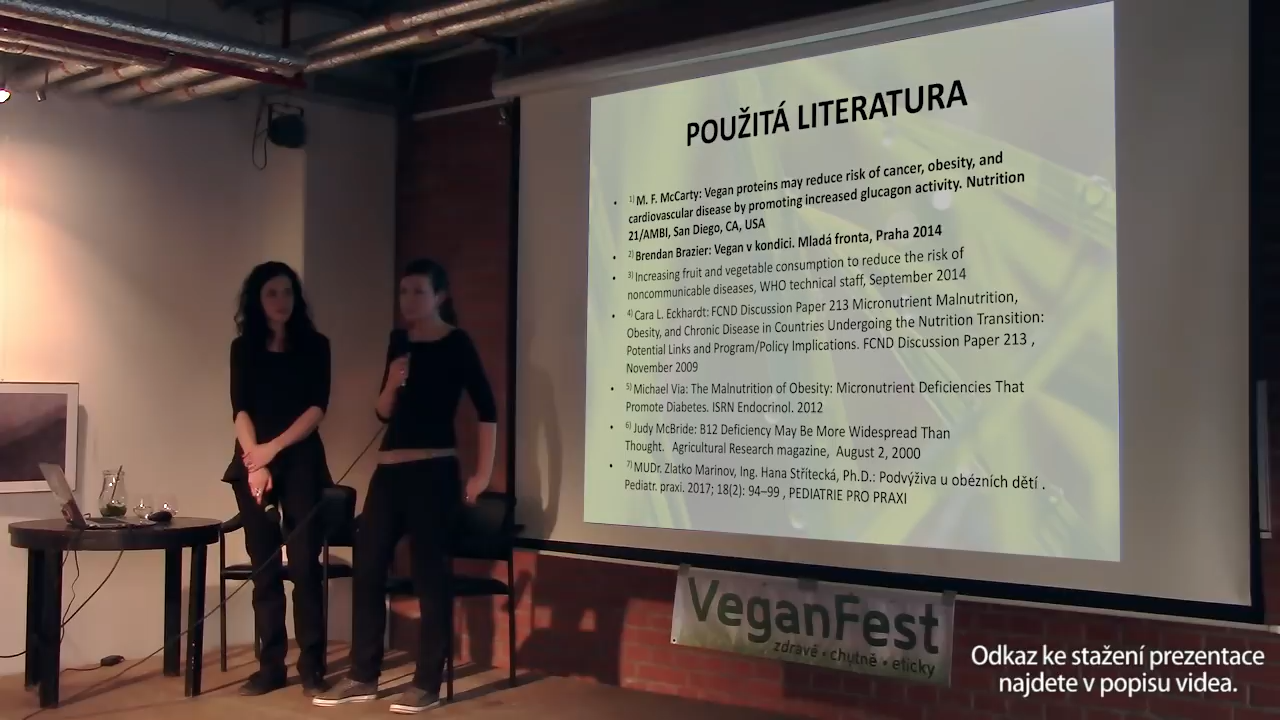 POUŽITÁ LITERATURA
• 1) M. F. McCarty: Vegan proteins may reduce risk of cancer, obesity, and
cardiovascular disease by promoting increased glucagon activity. Nutrition
21/AMBI, San Diego, CA, USA
• 2) Brendan Brazier: Vegan v kondici. Mladá fronta, Praha 2014
• 3) Increasing fruit and vegetable consumption to reduce the risk of
noncommunicable diseases, WHO technical staff, September 2014
• 4) Cara L. Eckhardt: FCND Discussion Paper 213 Micronutrient Malnutrition,
Obesity, and Chronic Disease in Countries Undergoing the Nutrition Transition:
Potential Links and Program/Policy Implications. FCND Discussion Paper 213 ,
November 2009
• 5) Michael Via: The Malnutrition of Obesity: Micronutrient Deficiencies That
Promote Diabetes. ISRN Endocrinol. 2012
• 6) Judy McBride: B12 Deficiency May Be More Widespread Than
Thought. Agricultural Research magazine, August 2, 2000
• 7) MUDr. Zlatko Marinov, Ing. Hana Střítecká, Ph.D.: Podvýživa u obézních dětí .
Pediatr. praxi. 2017; 18(2): 94–99 , PEDIATRIE PRO PRAXI
VeganFest
zdravě • chutně • eticky
Odkaz ke stažení prezentace
najdete v popisu videa.